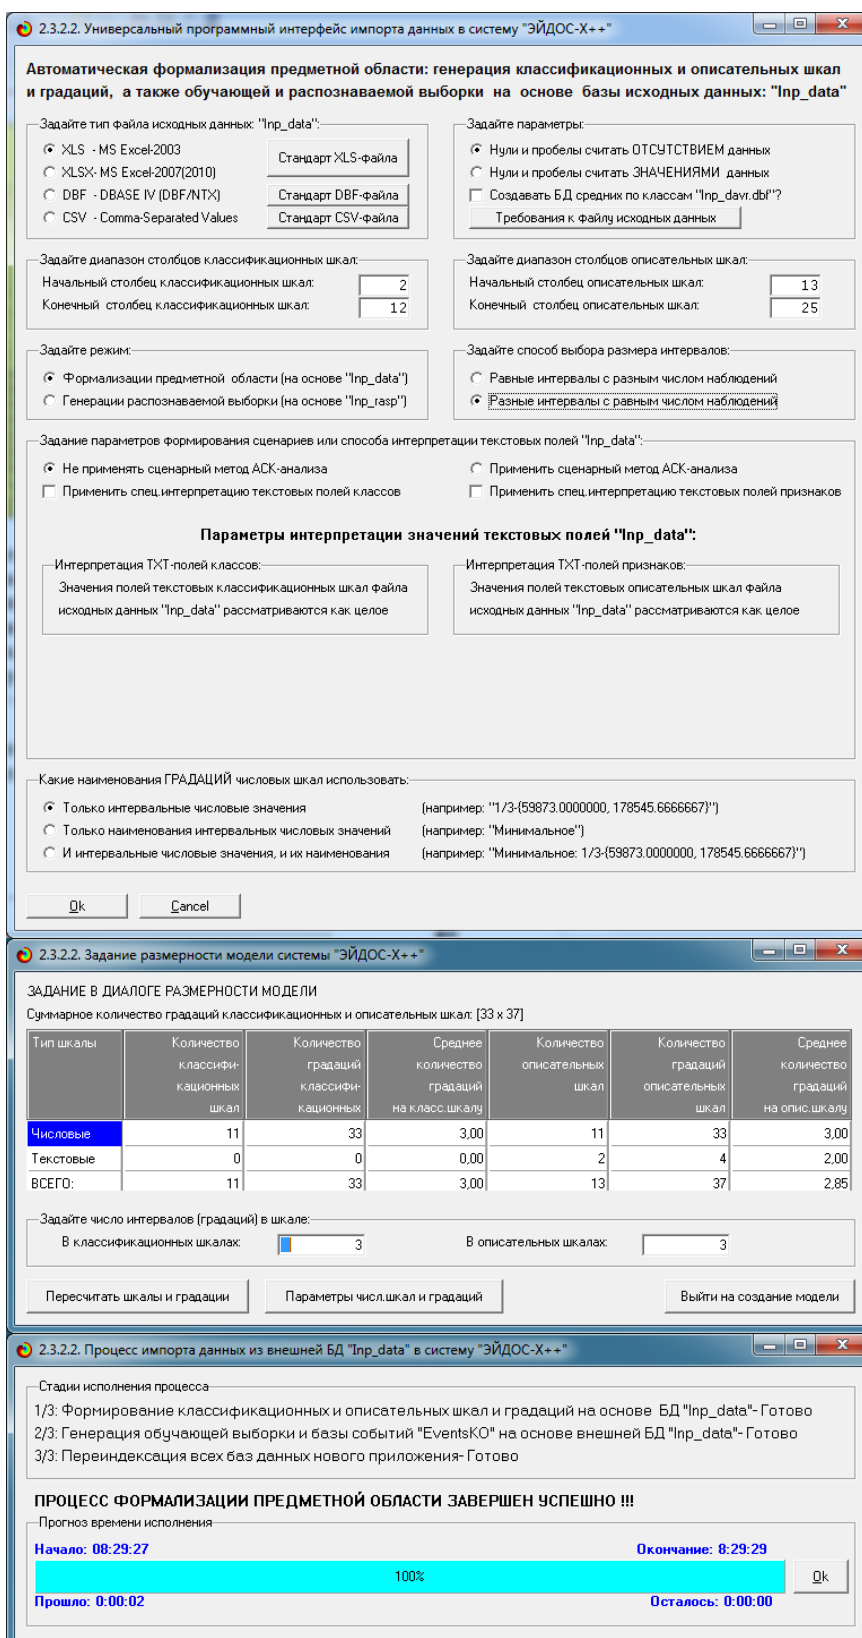 2.3.2.2. Универсальный программный интерфейс импорта данных в систему "ЭЙДОС-X++"
Автоматическая формализация предметной области: генерация классификационных и описательных шкал
и градаций, а также обучающей и распознаваемой выборки на основе базы исходных данных: "Inp_data"
Задайте тип файла исходных данных: "Inp_data":
XLS - MS Excel-2003
XLSX- MS Excel-2007(2010)
DBF - DBASE IV (DBF/NTX)
CSV - Comma-Separated Values
Стандарт XLS-файла
Стандарт DBF-файла
Стандарт CSV-файла
Задайте параметры:
Нули и пробелы считать ОТСУТСТВИЕМ данных
Нули и пробелы считать ЗНАЧЕНИЯМИ данных
Создавать БД средних по классам "Inp_davr.dbf"?
Требования к файлу исходных данных
Задайте диапазон столбцов классификационных шкал:
Начальный столбец классификационных шкал: 2
Конечный столбец классификационных шкал: 12
Задайте диапазон столбцов описательных шкал:
Начальный столбец описательных шкал: 13
Конечный столбец описательных шкал: 25
Задайте режим:
Формализации предметной области (на основе "Inp_data")
Генерации распознаваемой выборки (на основе "Inp_rasp")
Задайте способ выбора размера интервалов:
Равные интервалы с разным числом наблюдений
Разные интервалы с равным числом наблюдений
Задание параметров формирования сценариев или способа интерпретации текстовых полей "Inp_data":
Не применять сценарный метод АСК-анализа
Применить спец.интерпретацию текстовых полей классов
Применить сценарный метод АСК-анализа
Применить спец.интерпретацию текстовых полей признаков
Параметры интерпретации значений текстовых полей "Inp_data":
Интерпретация TXT-полей классов:
Значения полей текстовых классификационных шкал файла
исходных данных "Inp_data" рассматриваются как целое
Интерпретация TXT-полей признаков:
Значения полей текстовых описательных шкал файла
исходных данных "Inp_data" рассматриваются как целое
Какие наименования ГРАДАЦИЙ числовых шкал использовать:
Только интервальные числовые значения (например: "1/3-{59873.0000000, 178545.6666667}")
Только наименования интервальных числовых значений (например: "Минимальное")
И интервальные числовые значения, и их наименования (например: "Минимальное: 1/3-{59873.0000000, 178545.6666667}")
Ok Cancel
2.3.2.2. Задание размерности модели системы "ЭЙДОС-X++"
ЗАДАНИЕ В ДИАЛОГЕ РАЗМЕРНОСТИ МОДЕЛИ
Суммарное количество градаций классификационных и описательных шкал: [33 x 37]
Тип шкалы Количество Количество Среднее Количество Количество Среднее
классифи- градаций количество описательных градаций количество
кационных классифи- градаций шкал описательных градаций
шкал кационных на класс.шкалу шкал на опис.шкалу
Числовые 11 33 3,00 11 33 3,00
Текстовые 0 0 0,00 2 4 2,00
ВСЕГО: 11 33 3,00 13 37 2,85
Задайте число интервалов (градаций) в шкале:
В классификационных шкалах: 3 В описательных шкалах: 3
Пересчитать шкалы и градации Параметры числ.шкал и градаций Выйти на создание модели
2.3.2.2. Процесс импорта данных из внешней БД "Inp_data" в систему "ЭЙДОС-X++"
Стадии исполнения процесса
1/3: Формирование классификационных и описательных шкал и градаций на основе БД "Inp_data"- Готово
2/3: Генерация обучающей выборки и базы событий "EventsKO" на основе внешней БД "Inp_data"- Готово
3/3: Переиндексация всех баз данных нового приложения- Готово
ПРОЦЕСС ФОРМАЛИЗАЦИИ ПРЕДМЕТНОЙ ОБЛАСТИ ЗАВЕРШЕН УСПЕШНО !!!
Прогноз времени исполнения
Начало: 08:29:27 Окончание: 8:29:29
100%
Ok
Прошло: 0:00:02 Осталось: 0:00:00